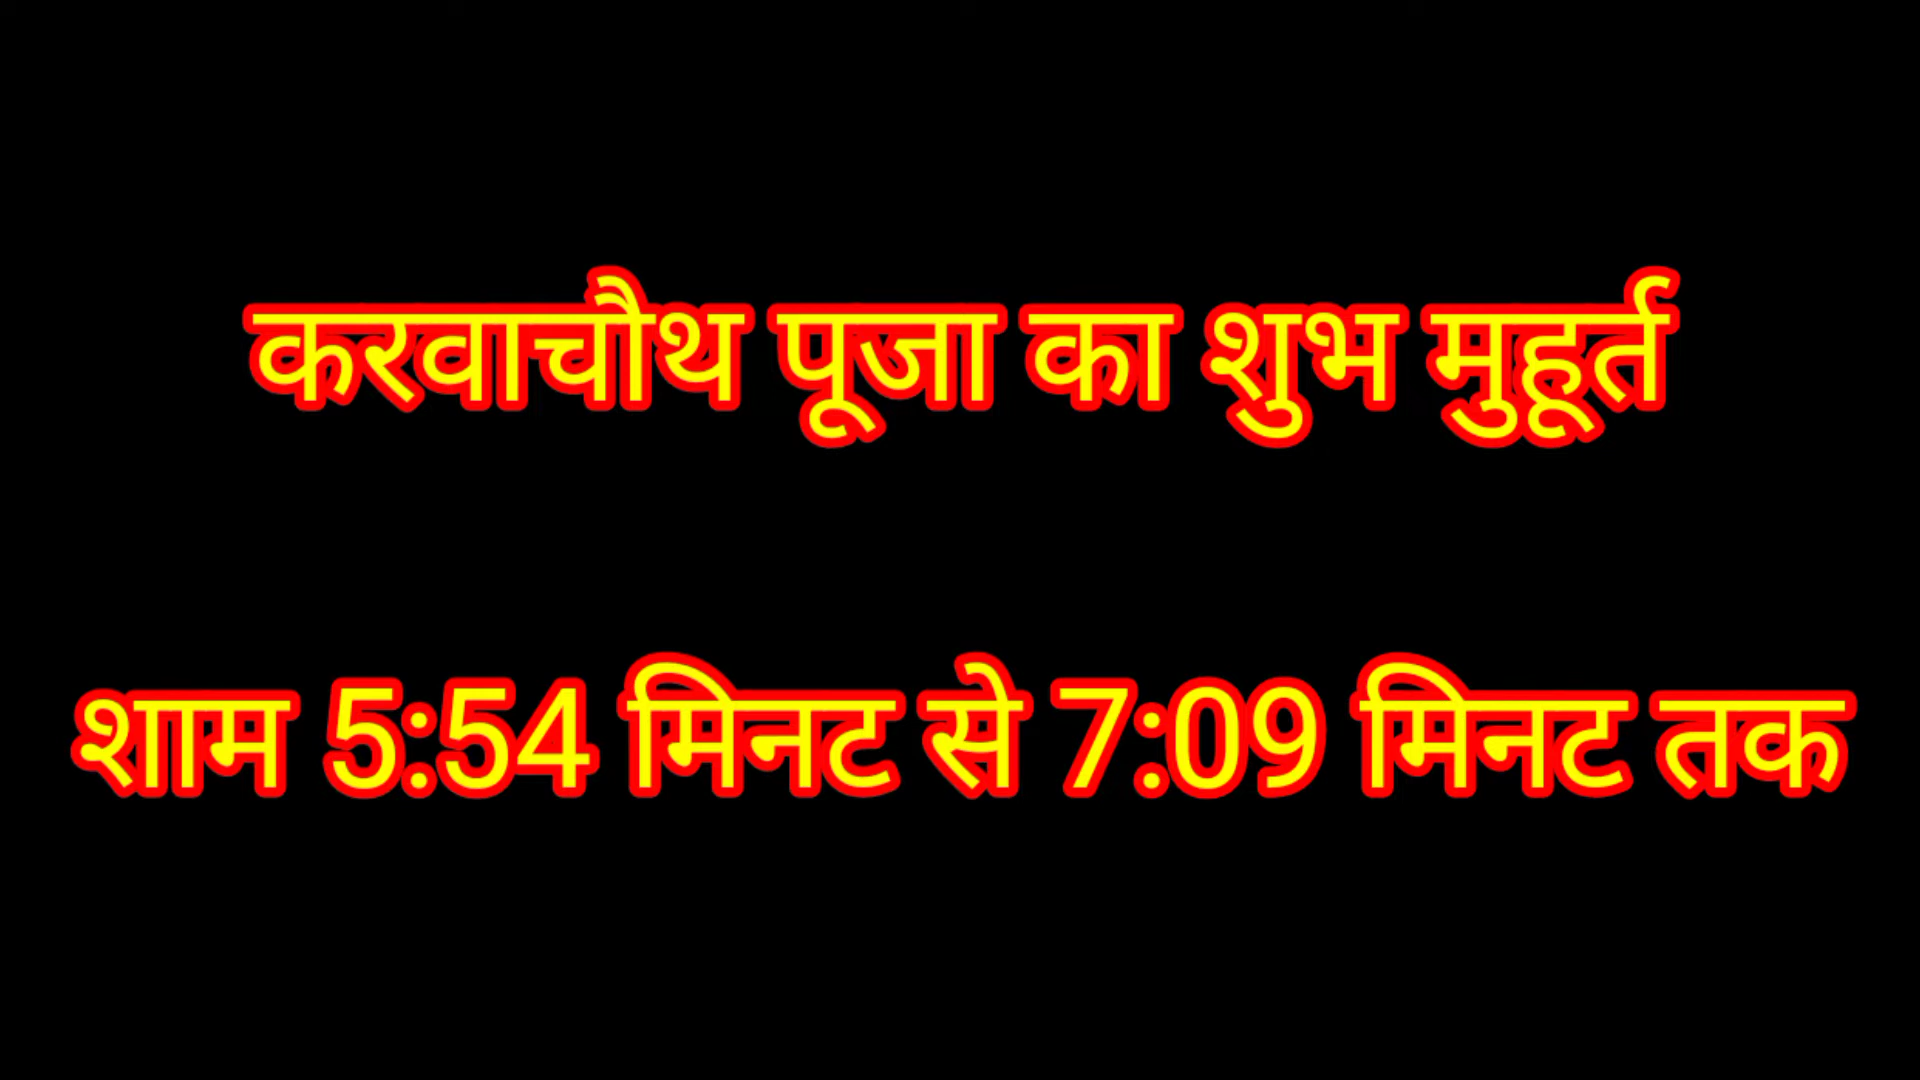 करवाचौथ पूजा का शुभ मुहूर्त
शाम 5:54 मिनट से 7:09 मिनट तक